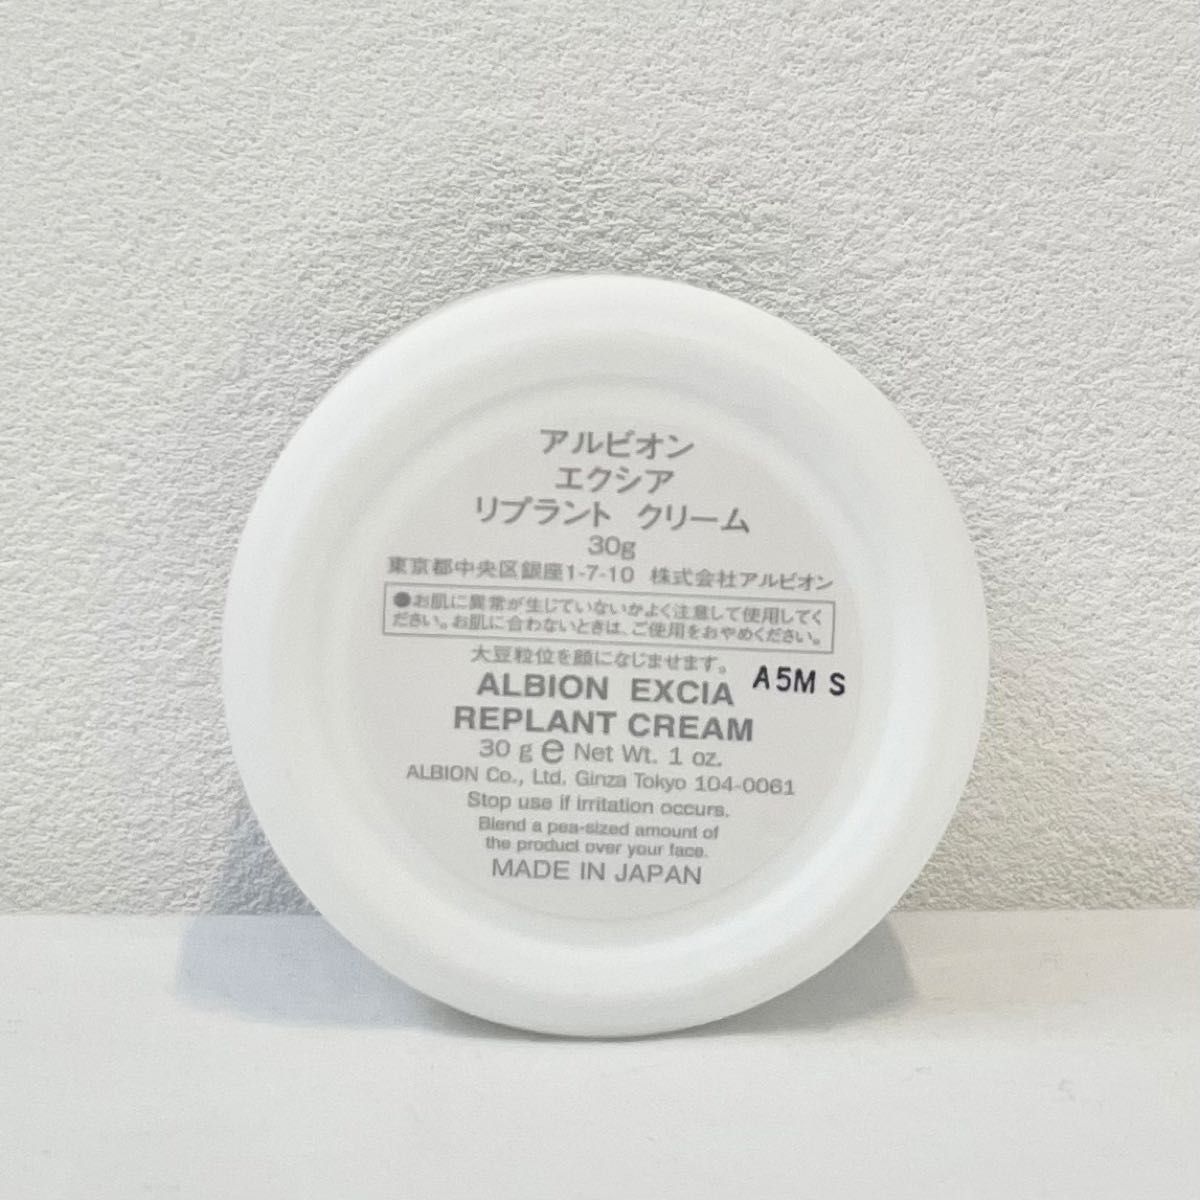 アルビオン
エクシア
リプラント クリーム
30g
東京都中央区銀座1-7-10 株式会社アルビオン
●お肌に異常が生じていないかよく注意して使用してく
ださい。お肌に合わないときは、ご使用をおやめください。
大豆粒位を顔になじませます。
A5M S
ALBION EXCIA
REPLANT CREAM
30 g e Net Wt. 1 oz.
ALBION Co., Ltd. Ginza Tokyo 104-0061
Stop use if irritation occurs.
Blend a pea-sized amount of
the product over your face.
MADE IN JAPAN